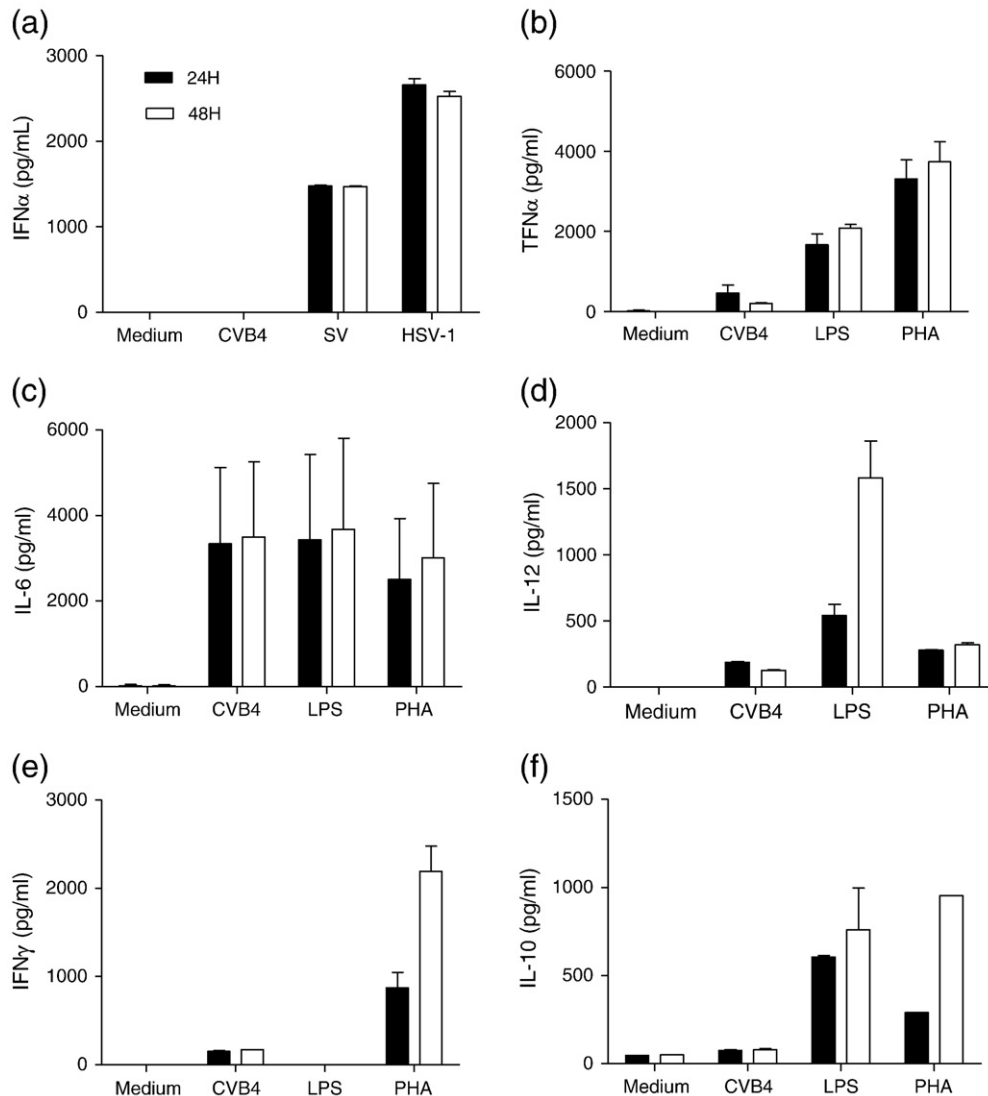 (a)
3000
2000
1000
0
IFNα (pg/mL)
24H
48H
Medium CVB4 SV HSV-1
(b)
6000
4000
2000
0
TFNα (pg/ml)
Medium CVB4 LPS PHA
(c)
6000
4000
2000
0
IL-6 (pg/ml)
Medium CVB4 LPS PHA
(d)
2000
1500
1000
500
0
IL-12 (pg/ml)
Medium CVB4 LPS PHA
(e)
3000
2000
1000
0
IFNγ (pg/ml)
Medium CVB4 LPS PHA
(f)
1500
1000
500
0
IL-10 (pg/ml)
Medium CVB4 LPS PHA